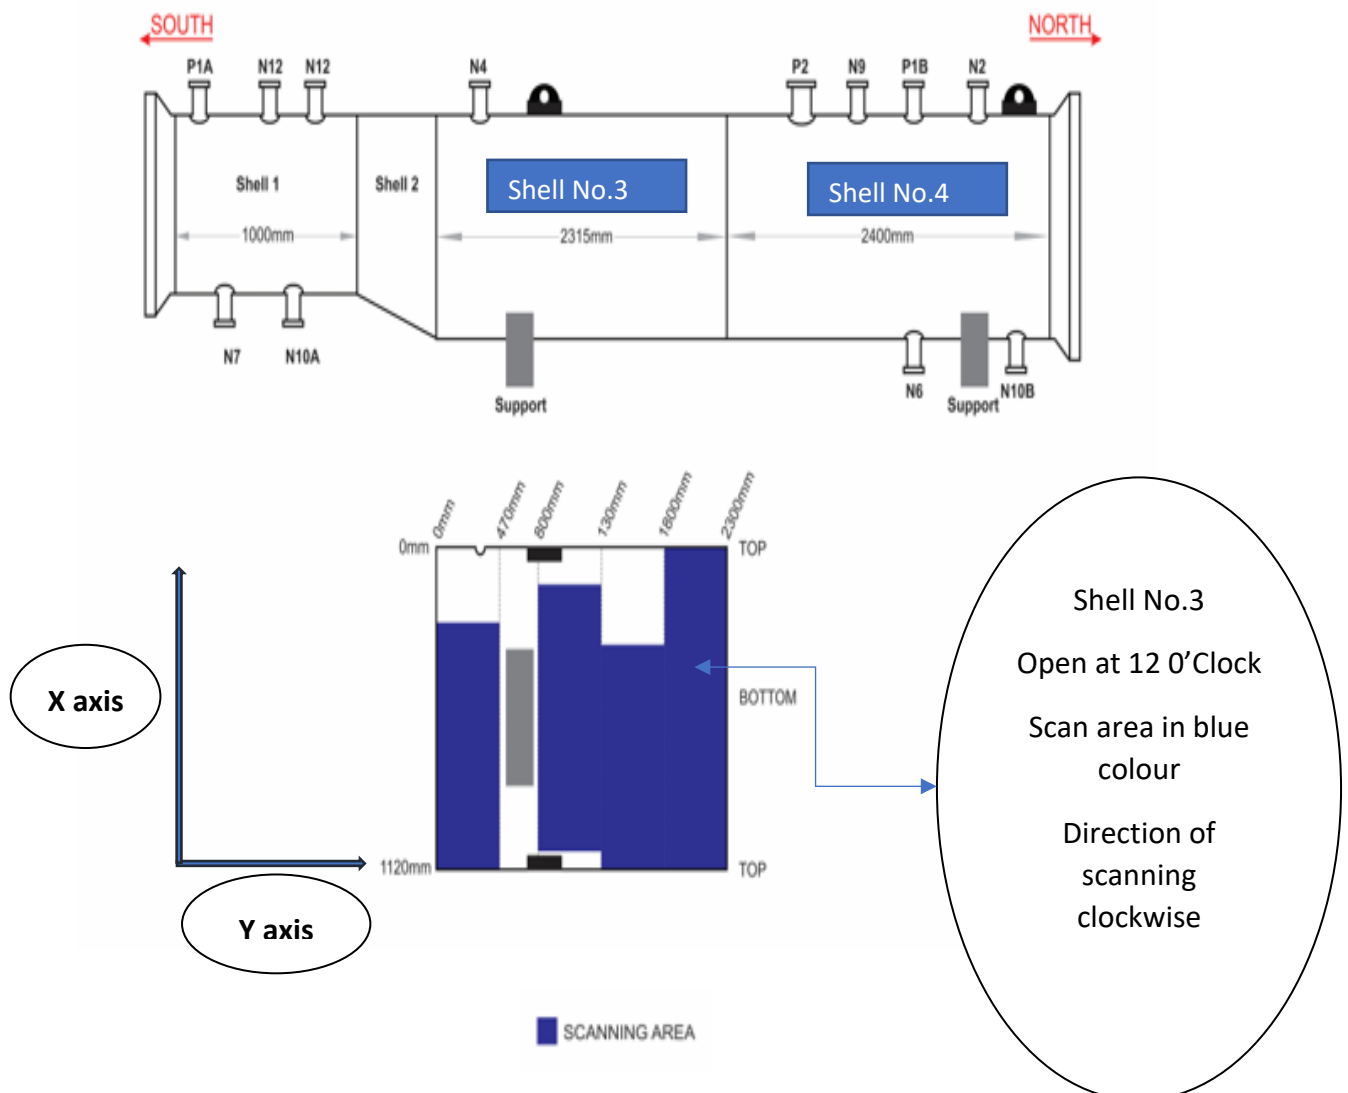 SOUTH
NORTH
P1A
N12
N12
N4
P2
N9
P1B
N2
Shell 1
Shell 2
Shell No.3
Shell No.4
1000mm
2315mm
2400mm
N7
N10A
Support
N6
Support
N10B
0mm
470mm
800mm
130mm
1800mm
2300mm
0mm
TOP
X axis
BOTTOM
1120mm
TOP
Y axis
Shell No.3
Open at 12 0’Clock
Scan area in blue
colour
Direction of
scanning
clockwise
SCANNING AREA